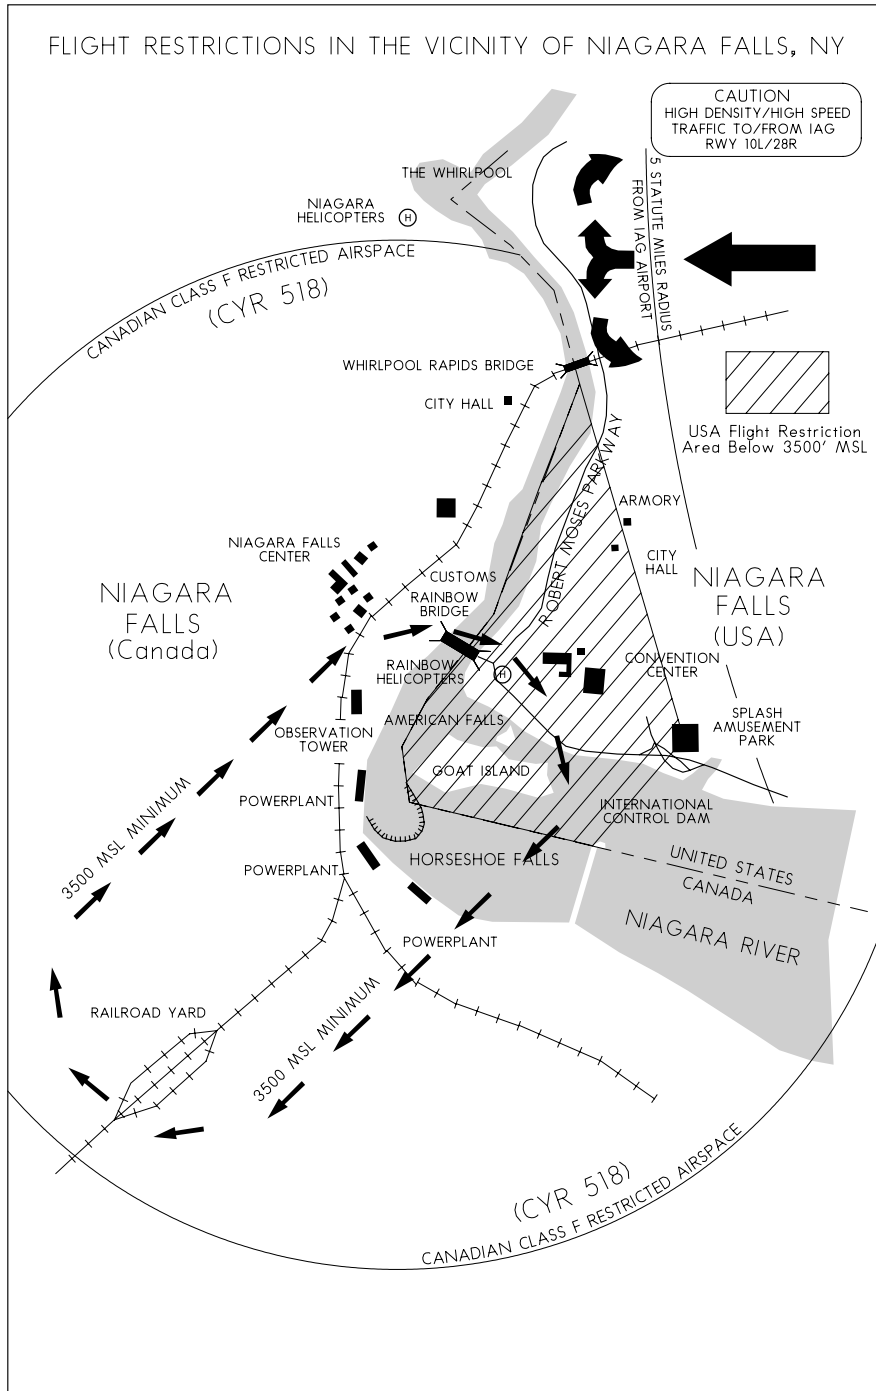 FLIGHT RESTRICTIONS IN THE VICINITY OF NIAGARA FALLS, NY
CAUTION
HIGH DENSITY/HIGH SPEED
TRAFFIC TO/FROM IAG
RWY 10L/28R
THE WHIRLPOOL
NIAGARA
HELICOPTERS
H
5 STATUTE MILES RADIUS
FROM IAG AIRPORT
CANADIAN CLASS F RESTRICTED AIRSPACE
(CYR 518)
WHIRLPOOL RAPIDS BRIDGE
CITY HALL
USA Flight Restriction
Area Below 3500' MSL
ROBERT MOSES PARKWAY
ARMORY
CITY
HALL
NIAGARA FALLS
CENTER
CUSTOMS
RAINBOW
BRIDGE
NIAGARA
FALLS
(Canada)
NIAGARA
FALLS
(USA)
RAINBOW
HELICOPTERS
H
CONVENTION
CENTER
AMERICAN FALLS
SPLASH
AMUSEMENT
PARK
OBSERVATION
TOWER
GOAT ISLAND
POWERPLANT
INTERNATIONAL
CONTROL DAM
3500 MSL MINIMUM
HORSESHOE FALLS
POWERPLANT
UNITED STATES
CANADA
NIAGARA RIVER
POWERPLANT
RAILROAD YARD
3500 MSL MINIMUM
(CYR 518)
CANADIAN CLASS F RESTRICTED AIRSPACE